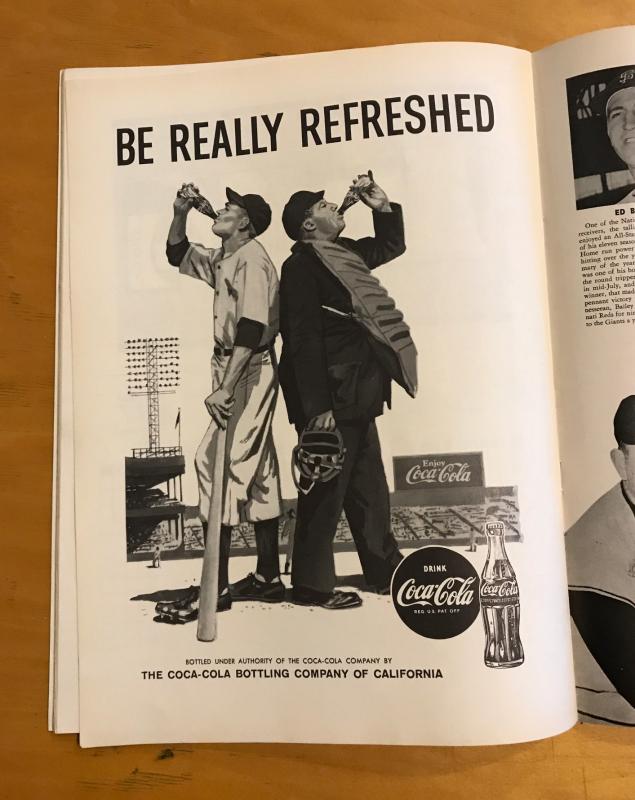 BE REALLY REFRESHED
Enjoy
Coca-Cola
DRINK
Coca-Cola
REG. U.S. PAT. OFF.
Coca-Cola
BOTTLED UNDER AUTHORITY OF THE COCA-COLA COMPANY BY
THE COCA-COLA BOTTLING COMPANY OF CALIFORNIA
ED B
One of the Nati
receivers, the tall
enjoyed an All-Sta
of his eleven season
Home run power
hitting over the y
mary of the year
was one of his ho
the round tripper
in mid-July, and
winner, that mad
pennant victory
nesseean, Bailey
nati Reds for nin
to the Giants a y